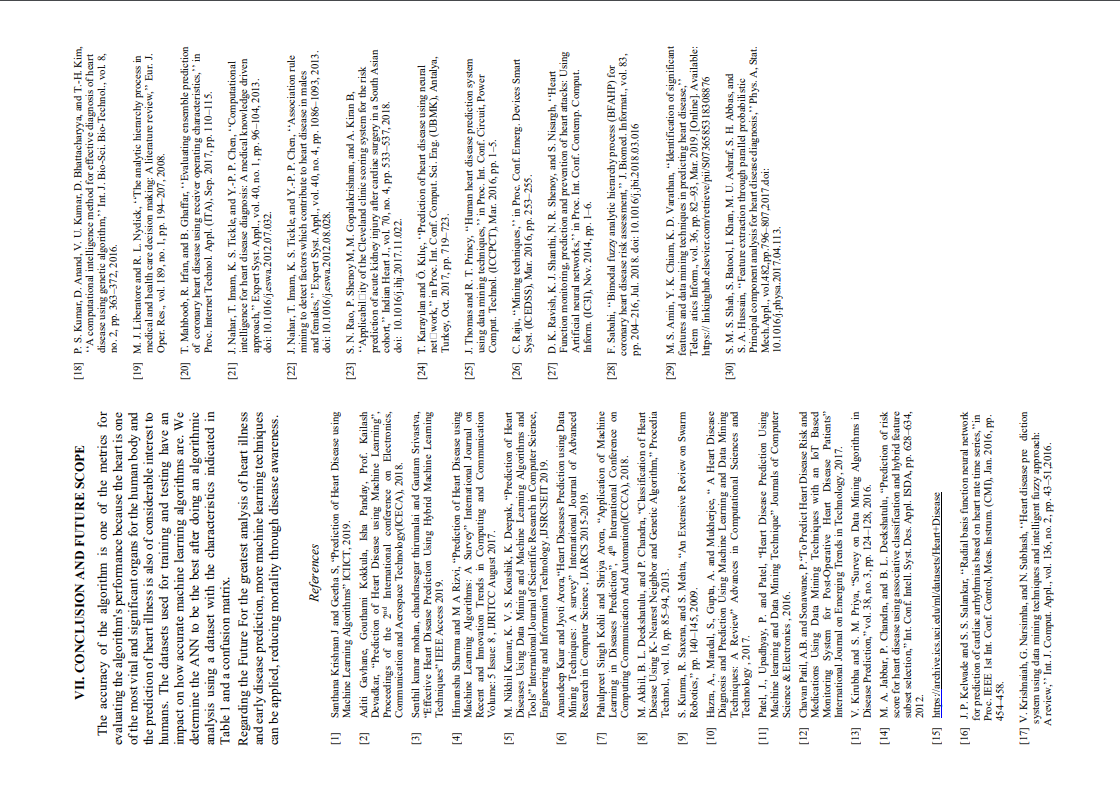 VII. CONCLUSION AND FUTURE SCOPE
The accuracy of the algorithm is one of the metrics for
evaluating the algorithm's performance because the heart is one
of the most vital and significant organs for the human body and
the prediction of heart illness is also of considerable interest to
humans. The datasets used for training and testing have an
impact on how accurate machine learning algorithms are. We
determine the ANN to be the best after doing an algorithmic
analysis using a dataset with the characteristics indicated in
Table 1 and a confusion matrix.
Regarding the Future For the greatest analysis of heart illness
and early disease prediction, more machine learning techniques
can be applied, reducing mortality through disease awareness.
References
[1] Santhana Krishnan J and Geetha S, "Prediction of Heart Disease using
Machine Learning Algorithms" ICIICT, 2019.
[2] Aditi Gavhane, Gouthami Kokkula, Isha Panday, Prof. Kailash
Devadkar, "Prediction of Heart Disease using Machine Learning",
Proceedings of the 2nd International conference on Electronics,
Communication and Aerospace Technology(ICECA), 2018.
[3] Senthil kumar mohan, chandrasegar thirumalai and Gautam Srivastva,
"Effective Heart Disease Prediction Using Hybrid Machine Learning
Techniques" IEEE Access 2019.
[4] Himanshu Sharma and M A Rizvi, "Prediction of Heart Disease using
Machine Learning Algorithms: A Survey" International Journal on
Recent and Innovation Trends in Computing and Communication
Volume: 5 Issue: 8 , IJRITCC August 2017.
[5] M. Nikhil Kumar, K. V. S. Koushik, K. Deepak, "Prediction of Heart
Diseases Using Data Mining and Machine Learning Algorithms and
Tools" International Journal of Scientific Research in Computer Science,
Engineering and Information Technology ,IJSRCSEIT 2019.
[6] Amandeep Kaur and Jyoti Arora,"Heart Diseases Prediction using Data
Mining Techniques: A survey" International Journal of Advanced
Research in Computer Science , IJARCS 2015-2019.
[7] Pahulpreet Singh Kohli and Shriya Arora, "Application of Machine
Learning in Diseases Prediction", 4th International Conference on
Computing Communication And Automation(ICCCA), 2018.
[8] M. Akhil, B. L. Deekshatulu, and P. Chandra, "Classification of Heart
Disease Using K- Nearest Neighbor and Genetic Algorithm," Procedia
Technol., vol. 10, pp. 85–94, 2013.
[9] S. Kumra, R. Saxena, and S. Mehta, "An Extensive Review on Swarm
Robotics," pp. 140–145, 2009.
[10] Hazra, A., Mandal, S., Gupta, A. and Mukherjee, " A Heart Disease
Diagnosis and Prediction Using Machine Learning and Data Mining
Techniques: A Review" Advances in Computational Sciences and
Technology , 2017.
[11] Patel, J., Upadhyay, P. and Patel, "Heart Disease Prediction Using
Machine learning and Data Mining Technique" Journals of Computer
Science & Electronics , 2016.
[12] Chavan Patil, A.B. and Sonawane, P."To Predict Heart Disease Risk and
Medications Using Data Mining Techniques with an IoT Based
Monitoring System for Post-Operative Heart Disease Patients"
International Journal on Emerging Trends in Technology, 2017.
[13] V. Kirubha and S. M. Priya, "Survey on Data Mining Algorithms in
Disease Prediction," vol. 38, no. 3, pp. 124–128, 2016.
[14] M. A. Jabbar, P. Chandra, and B. L. Deekshatulu, "Prediction of risk
score for heart disease using associative classification and hybrid feature
subset selection," Int. Conf. Intell. Syst. Des. Appl. ISDA, pp. 628–634,
2012.
[15] https://archive.ics.uci.edu/ml/datasets/Heart+Disease
[16] J. P. Kelwade and S. S. Salankar, ''Radial basis function neural network
for prediction of cardiac arrhythmias based on heart rate time series,''in
Proc. IEEE 1st Int. Conf. Control, Meas. Instrum. (CMI), Jan. 2016, pp.
454–458.
[17] V. Krishnaiah, G. Narsimha, and N. Subhash, ''Heart disease pre diction
system using data mining techniques and intelligent fuzzy approach:
A review,'' Int. J. Comput. Appl., vol. 136, no. 2, pp. 43–51,2016.
[18] P. S. Kumar, D. Anand, V. U. Kumar, D. Bhattacharyya, and T.-H. Kim,
''A computational intelligence method for effective diagnosis of heart
disease using genetic algorithm,'' Int. J. Bio-Sci. Bio-Technol., vol. 8,
no. 2, pp. 363–372, 2016.
[19] M. J. Liberatore and R. L. Nydick, ''The analytic hierarchy process in
medical and health care decision making: A literature review,'' Eur. J.
Oper. Res., vol. 189, no. 1, pp. 194–207, 2008.
[20] T. Mahboob, R. Irfan, and B. Ghaffar, ''Evaluating ensemble prediction
of coronary heart disease using receiver operating characteristics,'' in
Proc. Internet Technol. Appl. (ITA), Sep. 2017, pp. 110–115.
[21] J. Nahar, T. Imam, K. S. Tickle, and Y.-P. P. Chen, ''Computational
intelligence for heart disease diagnosis: A medical knowledge driven
approach,'' Expert Syst. Appl., vol. 40, no. 1, pp. 96–104, 2013.
doi: 10.1016/j.eswa.2012.07.032.
[22] J. Nahar, T. Imam, K. S. Tickle, and Y.-P. P. Chen, ''Association rule
mining to detect factors which contribute to heart disease in males
and females,'' Expert Syst. Appl., vol. 40, no. 4, pp. 1086–1093, 2013.
doi: 10.1016/j.eswa.2012.08.028.
[23] S. N. Rao, P. Shenoy M, M. Gopalakrishnan, and A. Kiran B,
''Applicability of the Cleveland clinic scoring system for the risk
prediction of acute kidney injury after cardiac surgery in a South Asian
cohort,'' Indian Heart J., vol. 70, no. 4, pp. 533–537, 2018.
doi: 10.1016/j.ihj.2017.11.022.
[24] T. Karayılan and Ö. Kılıç, ''Prediction of heart disease using neural
network,'' in Proc. Int. Conf. Comput. Sci. Eng. (UBMK), Antalya,
Turkey, Oct. 2017, pp. 719–723.
[25] J. Thomas and R. T. Princy, ''Human heart disease prediction system
using data mining techniques,'' in Proc. Int. Conf. Circuit, Power
Comput. Technol. (ICCPCT), Mar. 2016, pp. 1–5.
[26] C. Raju, ''Mining techniques,'' in Proc. Conf. Emerg. Devices Smart
Syst. (ICEDSS), Mar. 2016, pp. 253–255.
[27] D. K. Ravish, K. J. Shanthi, N. R. Shenoy, and S. Nisargh, ''Heart
Function monitoring, prediction and prevention of heart attacks: Using
Artificial neural networks,'' in Proc. Int. Conf. Contemp. Comput.
Inform. (IC3I), Nov. 2014, pp. 1–6.
[28] F. Sabahi, ''Bimodal fuzzy analytic hierarchy process (BFAHP) for
coronary heart disease risk assessment,'' J. Biomed. Informat., vol. 83,
pp. 204–216, Jul. 2018. doi: 10.1016/j.jbi.2018.03.016
[29] M. S. Amin, Y. K. Chiam, K. D. Varathan, ''Identification of significant
features and data mining techniques in predicting heart disease,''
Telem atics Inform., vol. 36, pp. 82–93, Mar. 2019. [Online]. Available:
https:// linkinghub.elsevier.com/retrieve/pii/S0736585318308876
[30] S. M. S. Shah, S. Batool, I. Khan, M. U. Ashraf, S. H. Abbas, and
S. A. Hussain, ''Feature extraction through parallel probabilistic
Principal component analysis for heart disease diagnosis,'' Phys. A, Stat.
Mech.Appl., vol.482,pp.796–807,2017.doi:
10.1016/j.physa.2017.04.113.